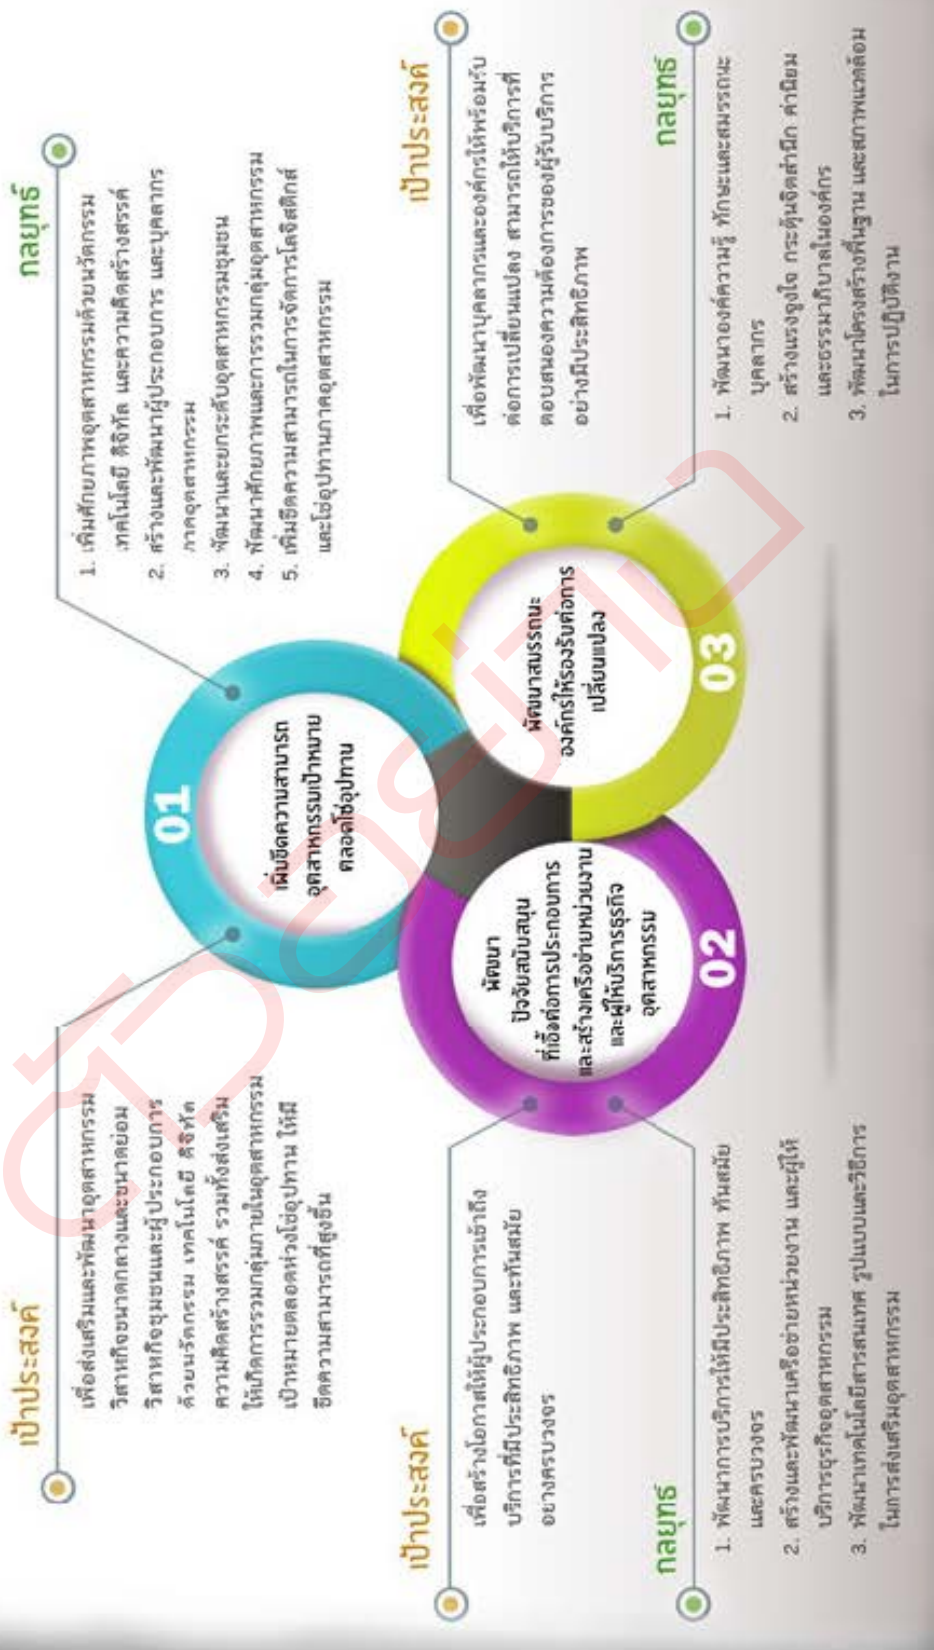 เป้าประสงค์
เพื่อส่งเสริมและพัฒนาอุตสาหกรรม
วิสาหกิจขนาดกลางและขนาดย่อม
วิสาหกิจชุมชนและผู้ประกอบการ
ด้วยนวัตกรรม เทคโนโลยี ดิจิทัล
ความคิดสร้างสรรค์ รวมทั้งส่งเสริม
ให้เกิดการรวมกลุ่มภายในอุตสาหกรรม
เป้าหมายตลอดห่วงโซ่อุปทาน ให้มี
ขีดความสามารถที่สูงขึ้น
01
เพิ่มขีดความสามารถ
อุตสาหกรรมเป้าหมาย
ตลอดโซ่อุปทาน
กลยุทธ์
1. เพิ่มศักยภาพอุตสาหกรรมด้วยนวัตกรรม
เทคโนโลยี ดิจิทัล และความคิดสร้างสรรค์
2. สร้างและพัฒนาผู้ประกอบการ และบุคลากร
ภาคอุตสาหกรรม
3. พัฒนาและยกระดับอุตสาหกรรมชุมชน
4. พัฒนาศักยภาพและการรวมกลุ่มอุตสาหกรรม
5. เพิ่มขีดความสามารถในการจัดการโลจิสติกส์
และโซ่อุปทานภาคอุตสาหกรรม
เป้าประสงค์
เพื่อสร้างโอกาสให้ผู้ประกอบการเข้าถึง
บริการที่มีประสิทธิภาพ และทันสมัย
อย่างครบวงจร
กลยุทธ์
1. พัฒนาการบริการให้มีประสิทธิภาพ ทันสมัย
และครบวงจร
2. สร้างและพัฒนาเครือข่ายหน่วยงาน และผู้ให้
บริการธุรกิจอุตสาหกรรม
3. พัฒนาเทคโนโลยีสารสนเทศ รูปแบบและวิธีการ
ในการส่งเสริมอุตสาหกรรม
พัฒนา
ปัจจัยสนับสนุน
ที่เอื้อต่อการประกอบการ
และสร้างเครือข่ายหน่วยงาน
และผู้ให้บริการธุรกิจ
อุตสาหกรรม
02
พัฒนาสมรรถนะ
องค์กรให้รองรับต่อการ
เปลี่ยนแปลง
03
เป้าประสงค์
เพื่อพัฒนาบุคลากรและองค์กรให้พร้อมรับ
ต่อการเปลี่ยนแปลง สามารถให้บริการที่
ตอบสนองความต้องการของผู้รับบริการ
อย่างมีประสิทธิภาพ
กลยุทธ์
1. พัฒนาองค์ความรู้ ทักษะและสมรรถนะ
บุคลากร
2. สร้างแรงจูงใจ กระตุ้นจิตสำนึก ค่านิยม
และธรรมาภิบาลในองค์กร
3. พัฒนาโครงสร้างพื้นฐาน และสภาพแวดล้อม
ในการปฏิบัติงาน
ตัวอย่าง